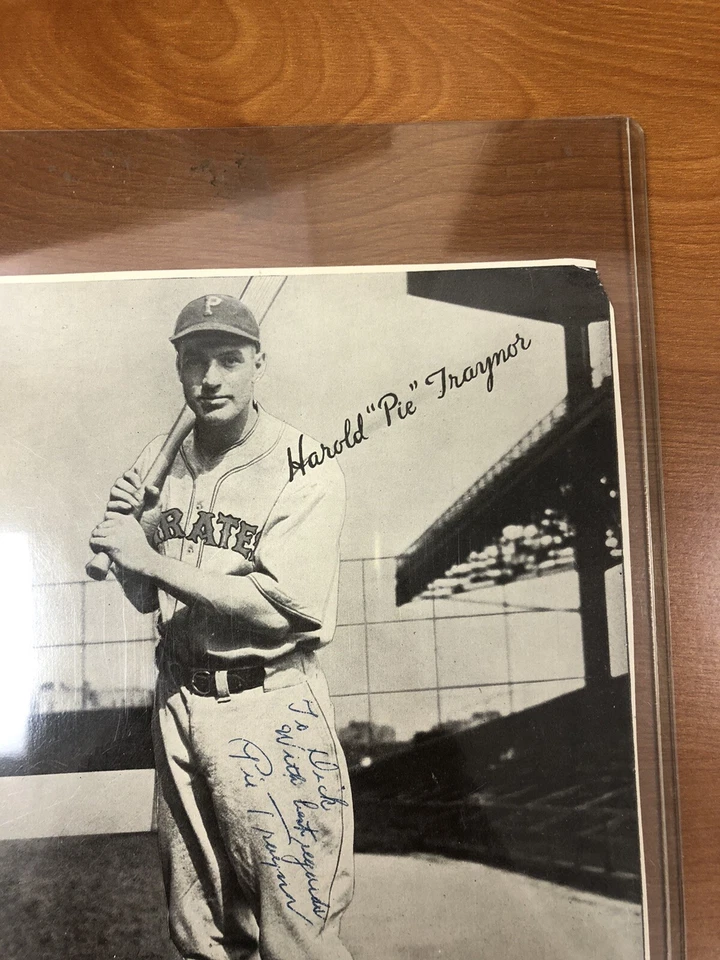 P
Harold "Pie" Traynor
PIRATES
To Dick
With best regards
Pie Traynor